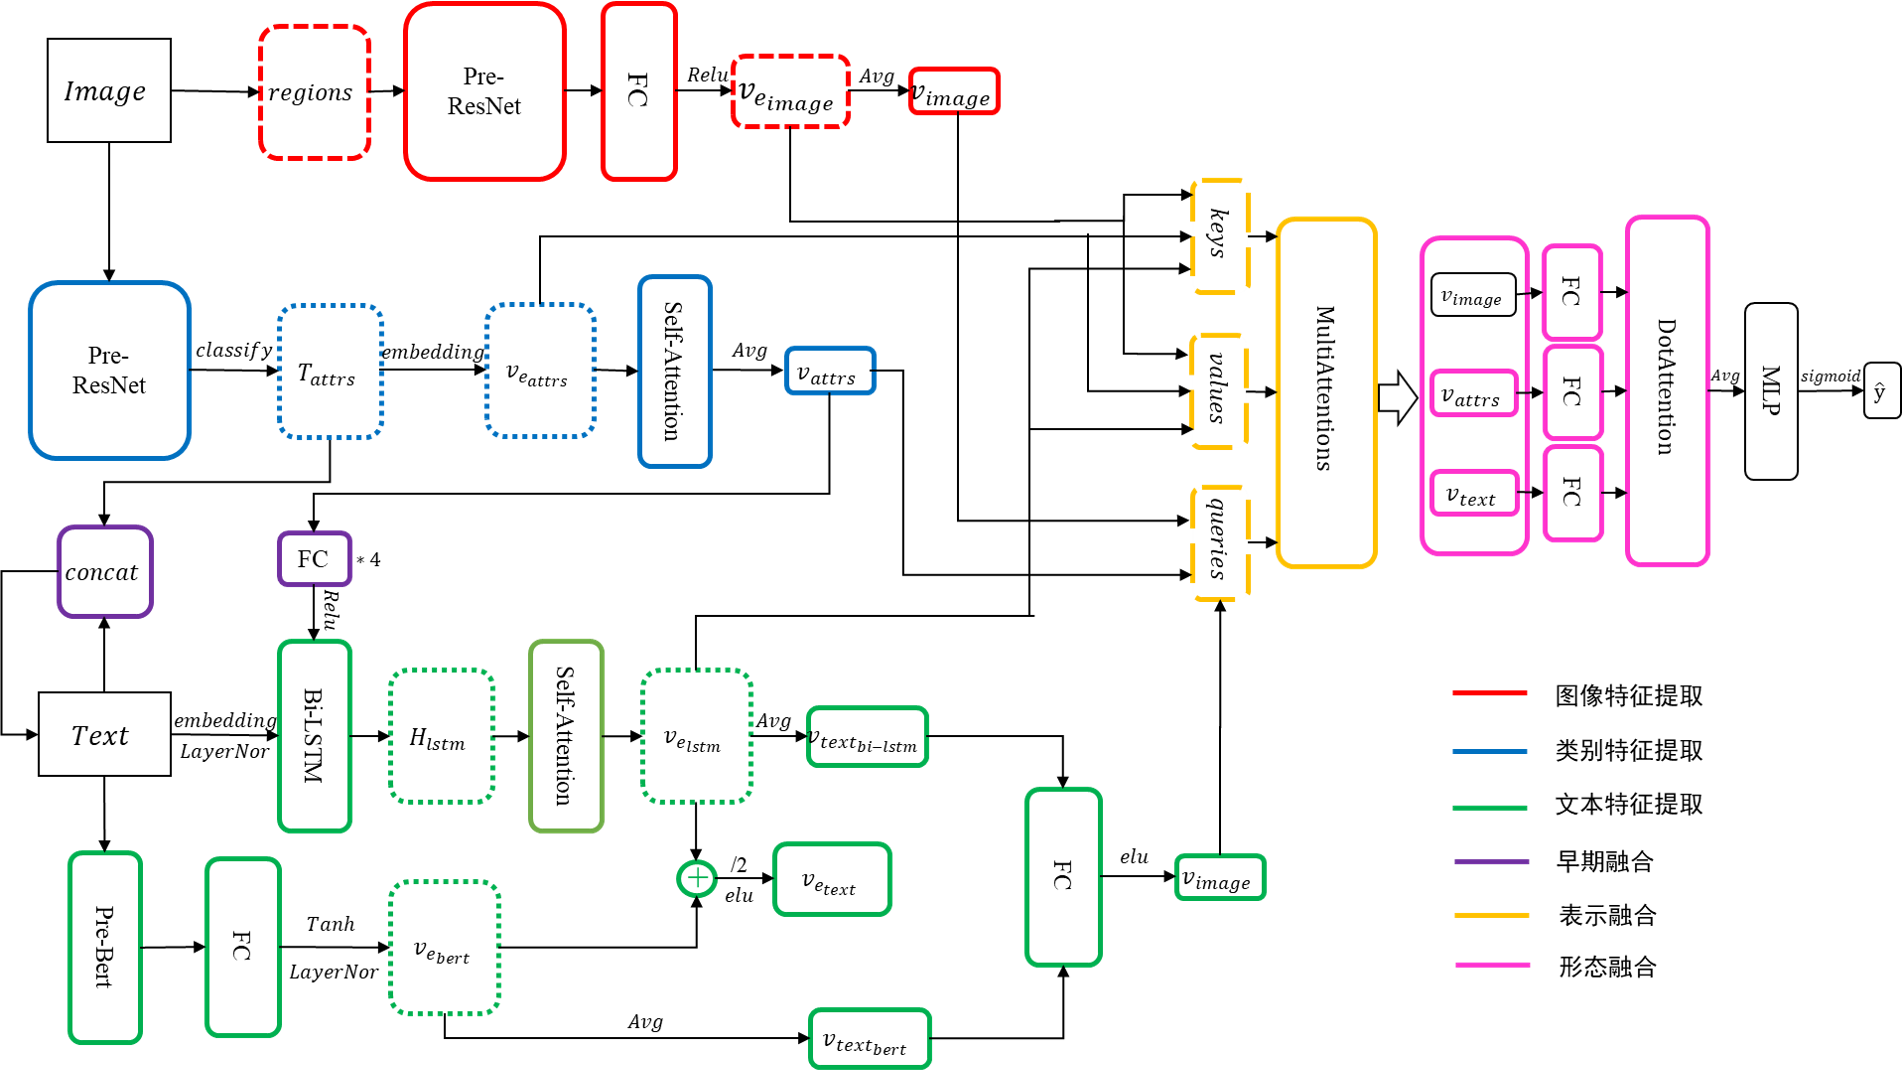 Image
regions
Pre-
ResNet
FC
Relu
v_{e_{image}}
Avg
v_{image}
keys
values
queries
MultiAttentions
v_{image}
FC
v_{attrs}
FC
v_{text}
FC
DotAttention
Avg
MLP
sigmoid
ŷ
Pre-
ResNet
classify
T_{attrs}
embedding
v_{e_{attrs}}
Self-Attention
Avg
v_{attrs}
concat
FC
* 4
Relu
Text
embedding
LayerNor
Bi-LSTM
H_{lstm}
Self-Attention
v_{e_{lstm}}
Avg
v_{text_{bi-lstm}}
+
/2
elu
v_{e_{text}}
FC
elu
v_{image}
Pre-Bert
FC
Tanh
LayerNor
v_{e_{bert}}
Avg
v_{text_{bert}}
图像特征提取
类别特征提取
文本特征提取
早期融合
表示融合
形态融合